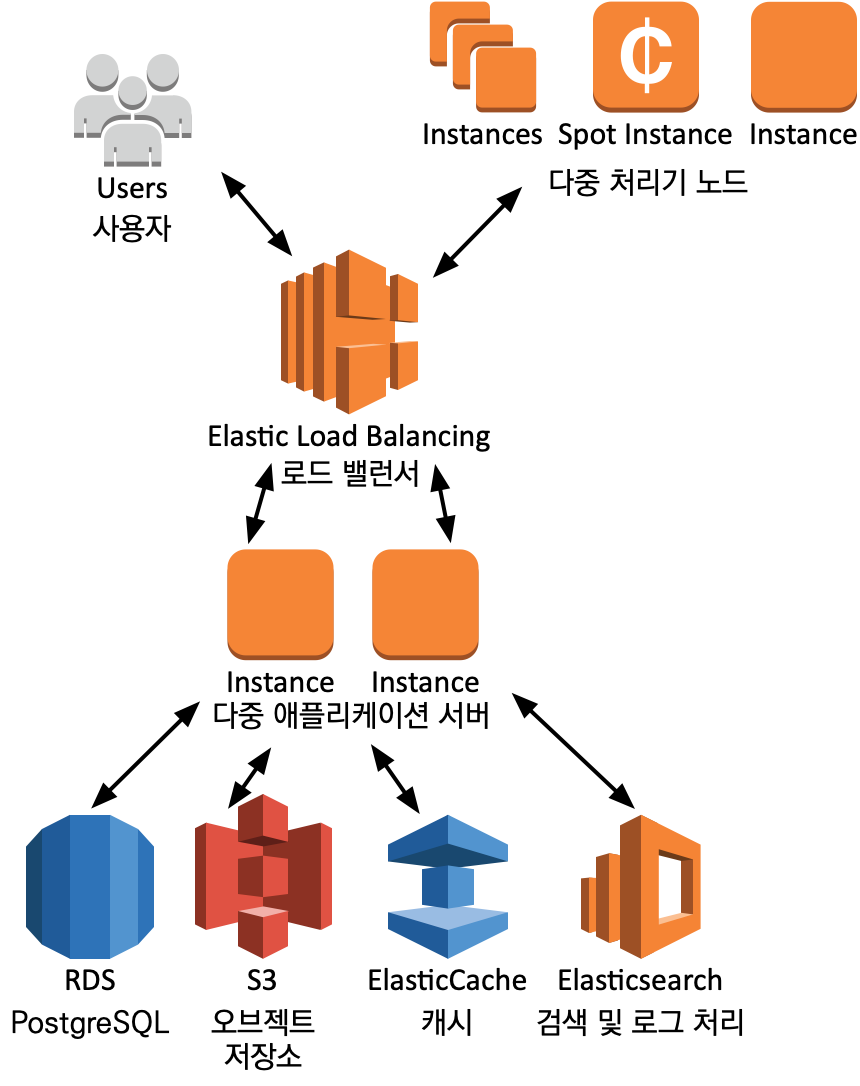 Instances Spot Instance Instance
다중 처리기 노드
Users
사용자
Elastic Load Balancing
로드 밸런서
Instance Instance
다중 애플리케이션 서버
RDS
PostgreSQL
S3
오브젝트
저장소
ElasticCache
캐시
Elasticsearch
검색 및 로그 처리